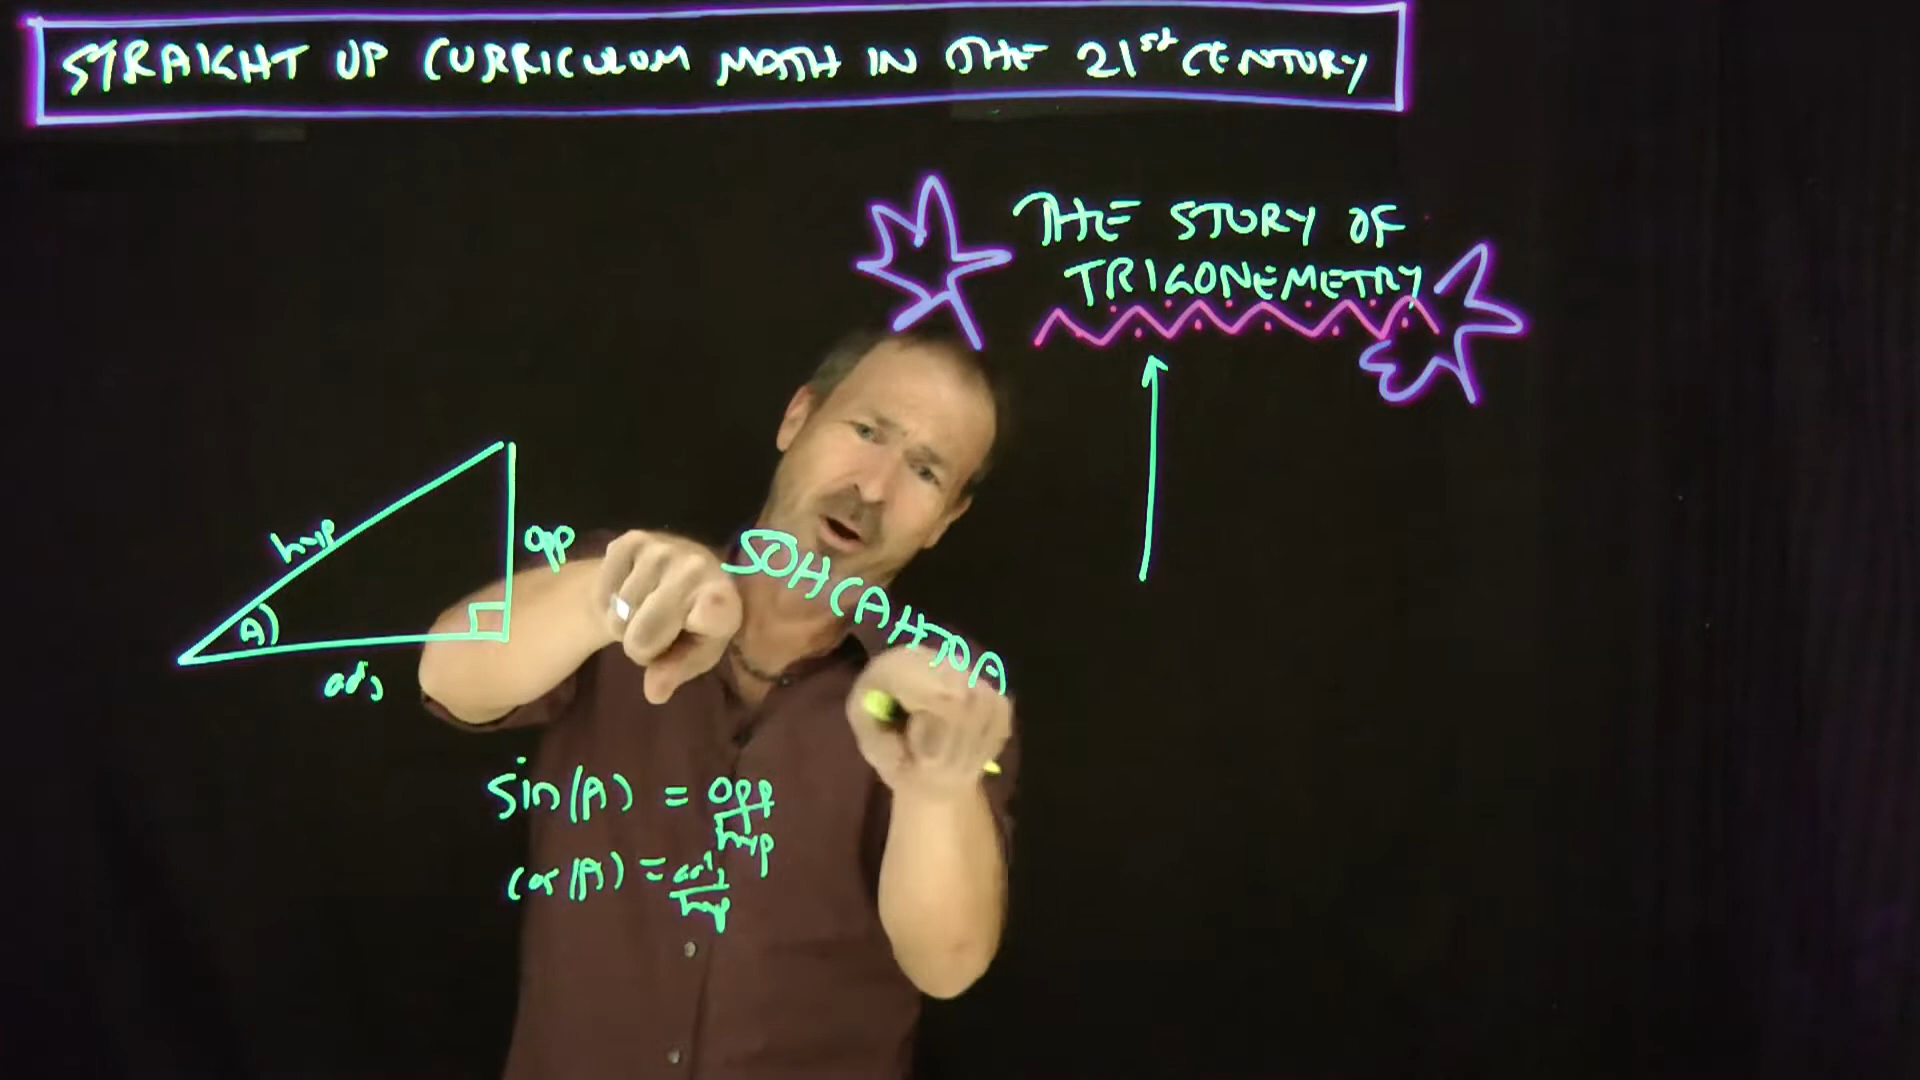 STRAIGHT UP CURRICULUM MATH IN THE 21st CENTURY
THE STORY OF
TRIGONEMETRY
hyp
opp
A
adj
SOHCAHTOA
sin(A) = opp
hyp
cos(A) = adj
hyp